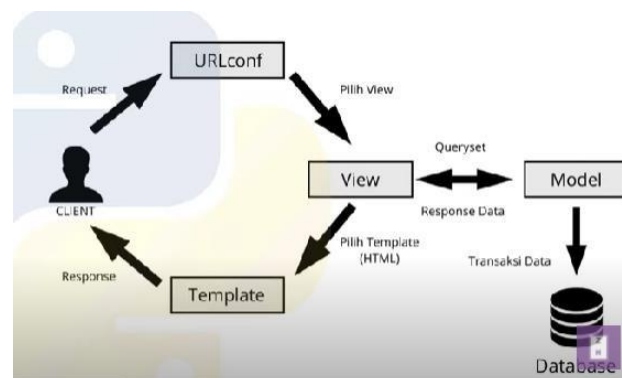 URLconf
Request
Pilih View
Queryset
View
Model
CLIENT
Response Data
Pilih Template
(HTML)
Transaksi Data
Response
Template
Database